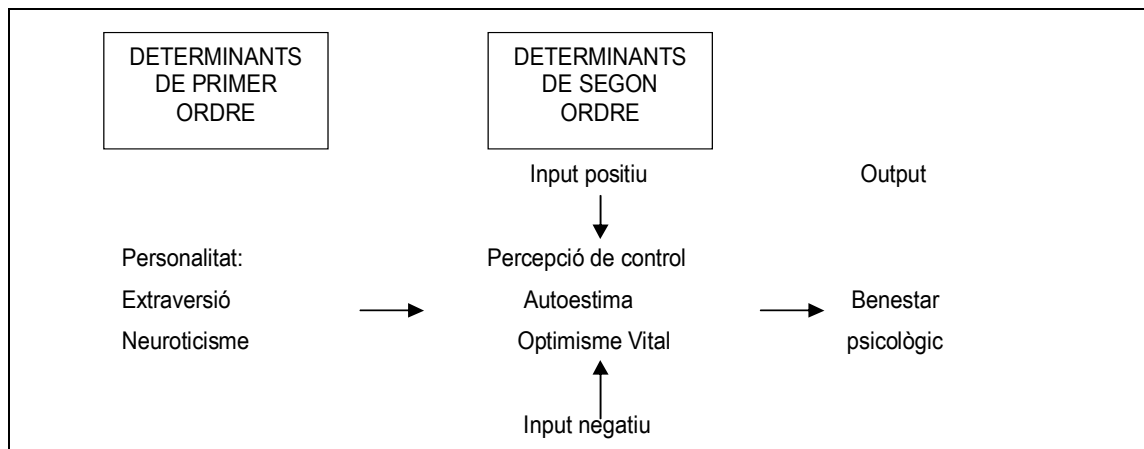 DETERMINANTS
DE PRIMER
ORDRE
DETERMINANTS
DE SEGON
ORDRE
Input positiu
Output
Personalitat:
Percepció de control
Extraversió
Autoestima
Benestar
Neuroticisme
Optimisme Vital
psicològic
Input negatiu